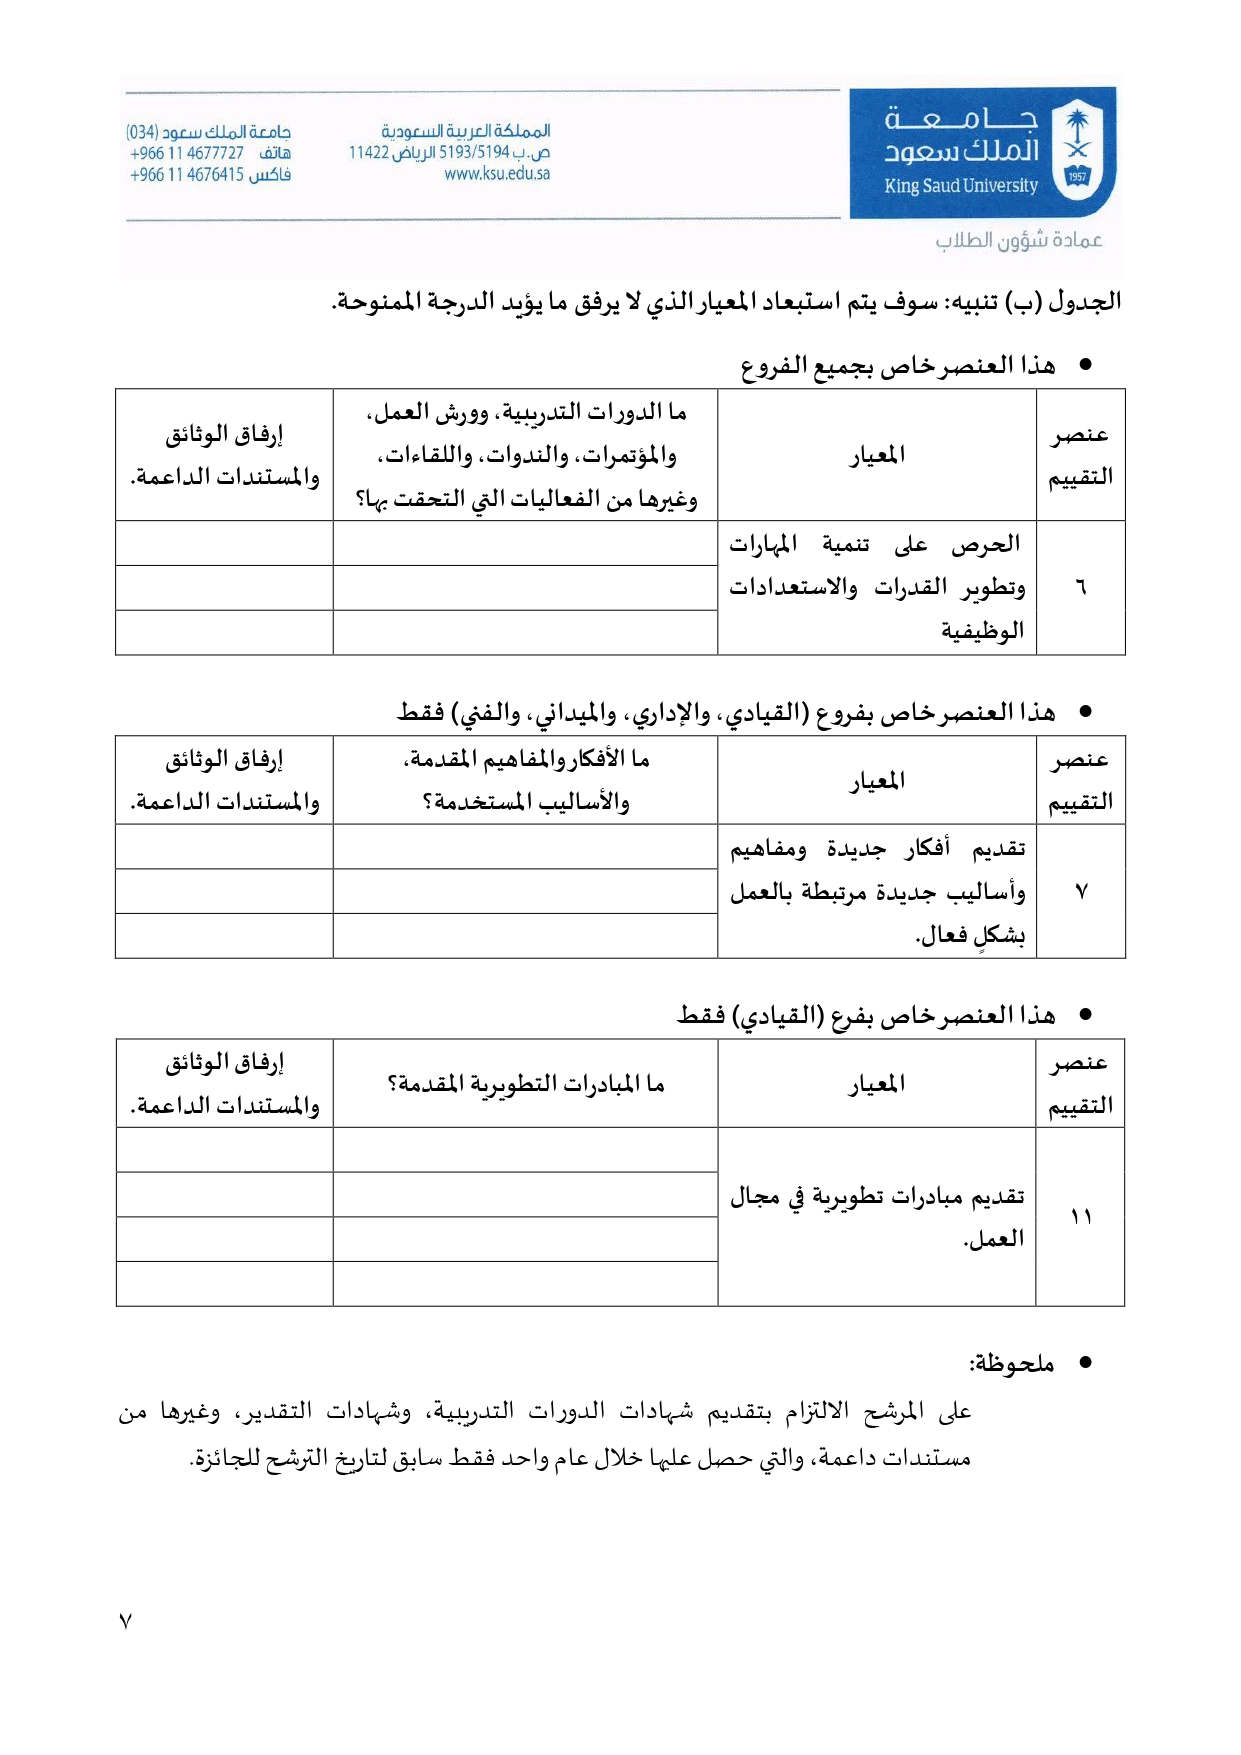 جامعة
الملك سعود
King Saud University
1957
عمادة شؤون الطلاب
المملكة العربية السعودية
ص.ب 5193/5194 الرياض 11422
www.ksu.edu.sa
جامعة الملك سعود (034)
هاتف +966 11 4677727
فاكس +966 11 4676415
الجدول (ب) تنبيه: سوف يتم استبعاد المعيار الذي لا يرفق ما يؤيد الدرجة الممنوحة.
• هذا العنصر خاص بجميع الفروع
عنصر
التقييم
المعيار
ما الدورات التدريبية، وورش العمل،
والمؤتمرات، والندوات، واللقاءات،
وغيرها من الفعاليات التي التحقت بها؟
إرفاق الوثائق
والمستندات الداعمة.
٦
الحرص على تنمية المهارات
وتطوير القدرات والاستعدادات
الوظيفية
• هذا العنصر خاص بفروع (القيادي، والإداري، والميداني، والفني) فقط
عنصر
التقييم
المعيار
ما الأفكار والمفاهيم المقدمة،
والأساليب المستخدمة؟
إرفاق الوثائق
والمستندات الداعمة.
٧
تقديم أفكار جديدة ومفاهيم
وأساليب جديدة مرتبطة بالعمل
بشكلٍ فعال.
• هذا العنصر خاص بفرع (القيادي) فقط
عنصر
التقييم
المعيار
ما المبادرات التطويرية المقدمة؟
إرفاق الوثائق
والمستندات الداعمة.
١١
تقديم مبادرات تطويرية في مجال
العمل.
• ملحوظة:
على المرشح الالتزام بتقديم شهادات الدورات التدريبية، وشهادات التقدير، وغيرها من
مستندات داعمة، والتي حصل عليها خلال عام واحد فقط سابق لتاريخ الترشح للجائزة.
٧